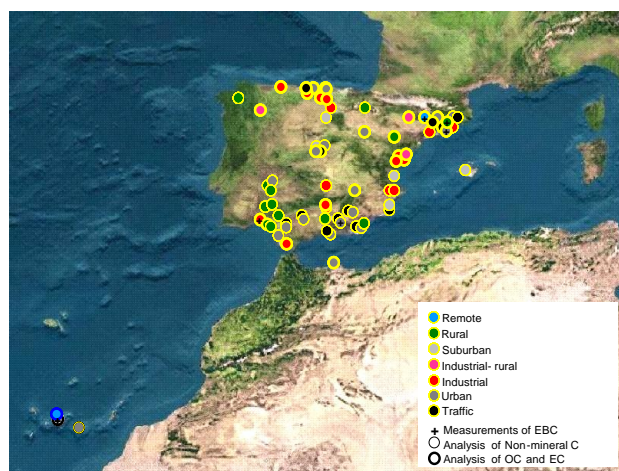 Remote
Rural
Suburban
Industrial- rural
Industrial
Urban
Traffic
+ Measurements of EBC
Analysis of Non-mineral C
Analysis of OC and EC